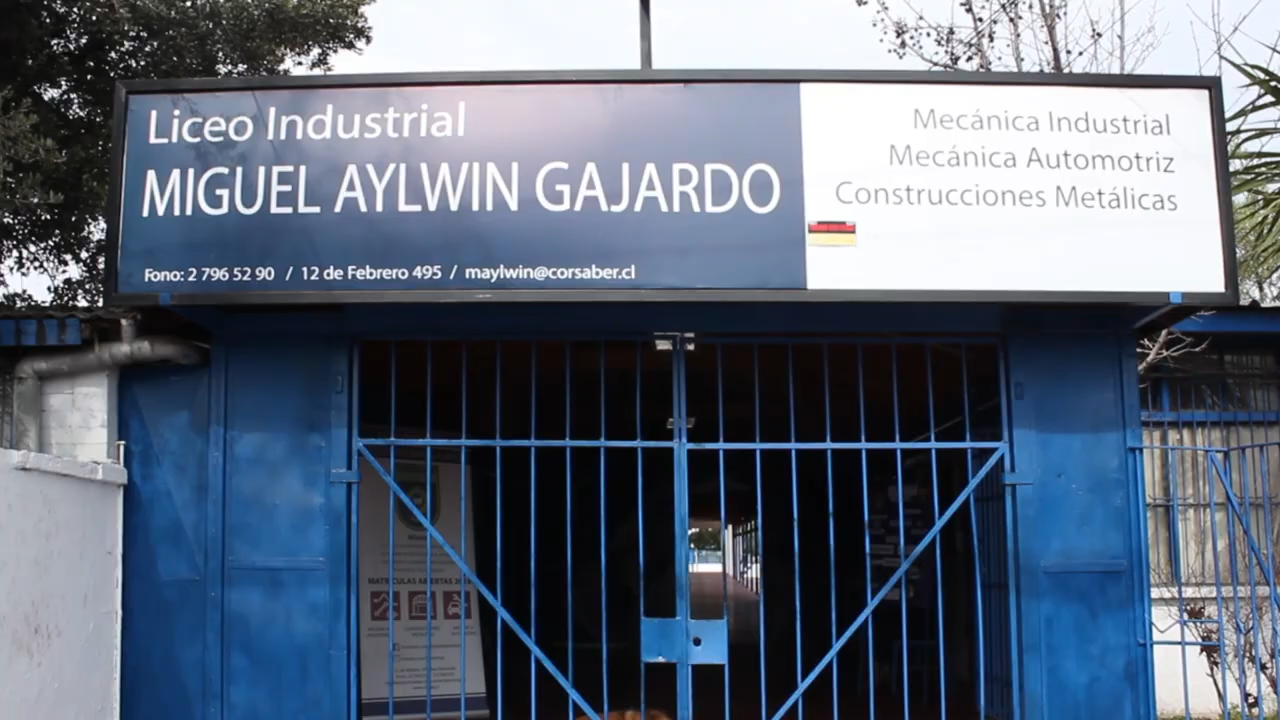 Liceo Industrial
MIGUEL AYLWIN GAJARDO
Fono: 2 796 52 90 / 12 de Febrero 495 / maylwin@corsaber.cl
Mecánica Industrial
Mecánica Automotriz
Construcciones Metálicas
MATRÍCULAS ABIERTAS